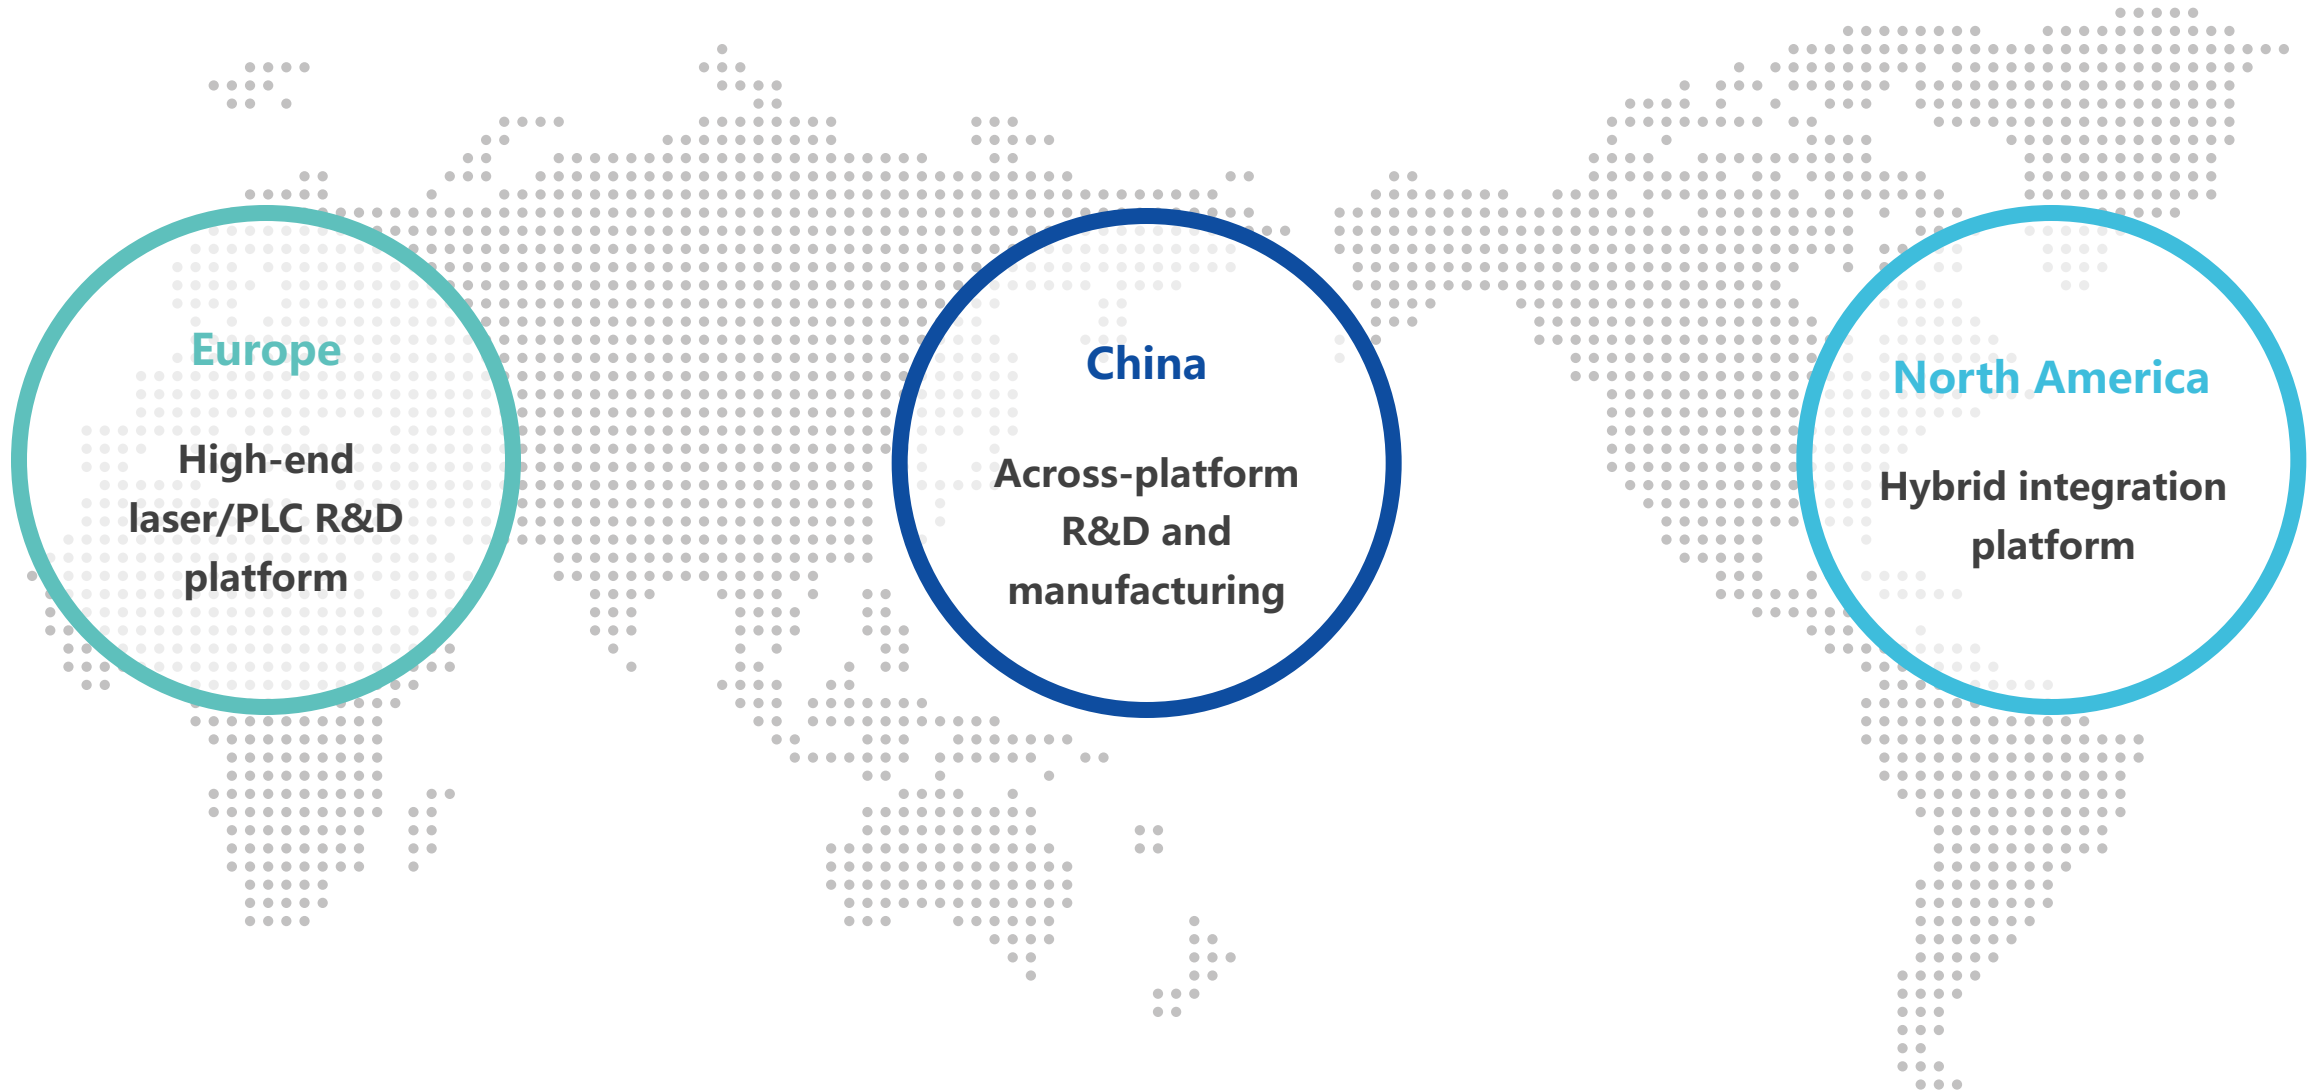 Europe
High-end
laser/PLC R&D
platform
China
Across-platform
R&D and
manufacturing
North America
Hybrid integration
platform